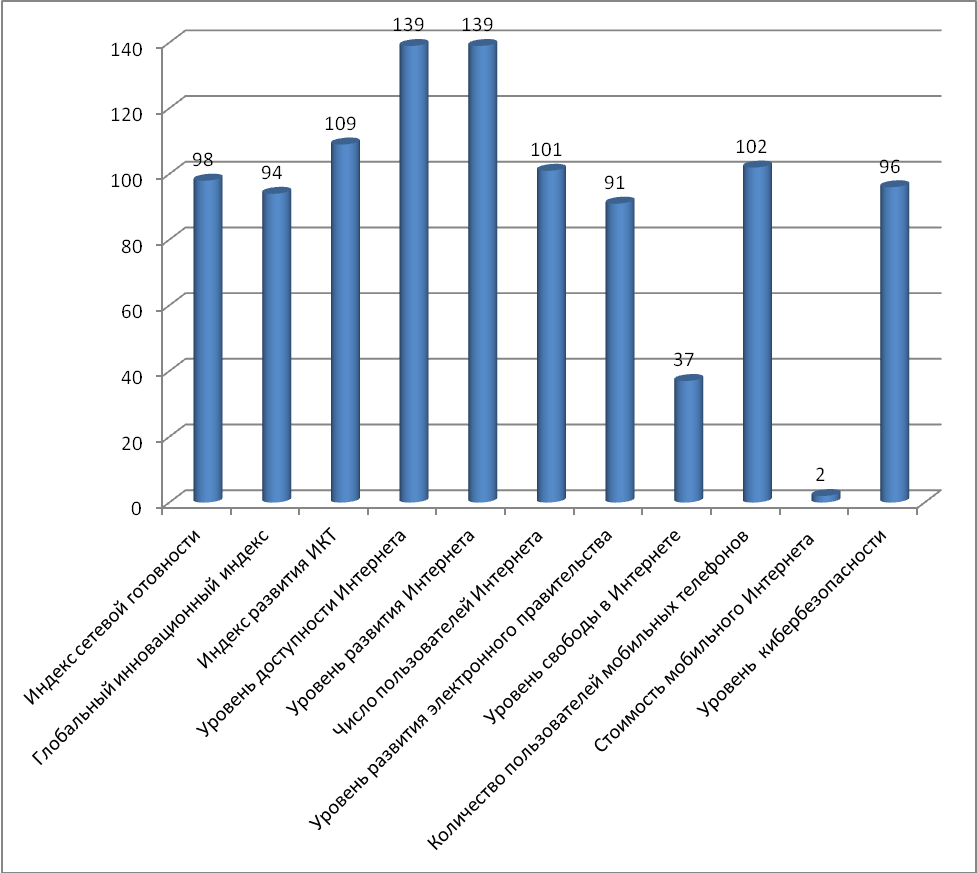 139 139
140
120
109
102
98
101
96
94
91
100
80
60
37
40
20
2
0
Индекс сетевой готовности
Глобальный инновационный индекс
Индекс развития ИКТ
Уровень доступности Интернета
Уровень развития Интернета
Число пользователей Интернета
Уровень развития электронного правительства
Уровень свободы в Интернете
Количество пользователей мобильных телефонов
Стоимость мобильного Интернета
Уровень кибербезопасности